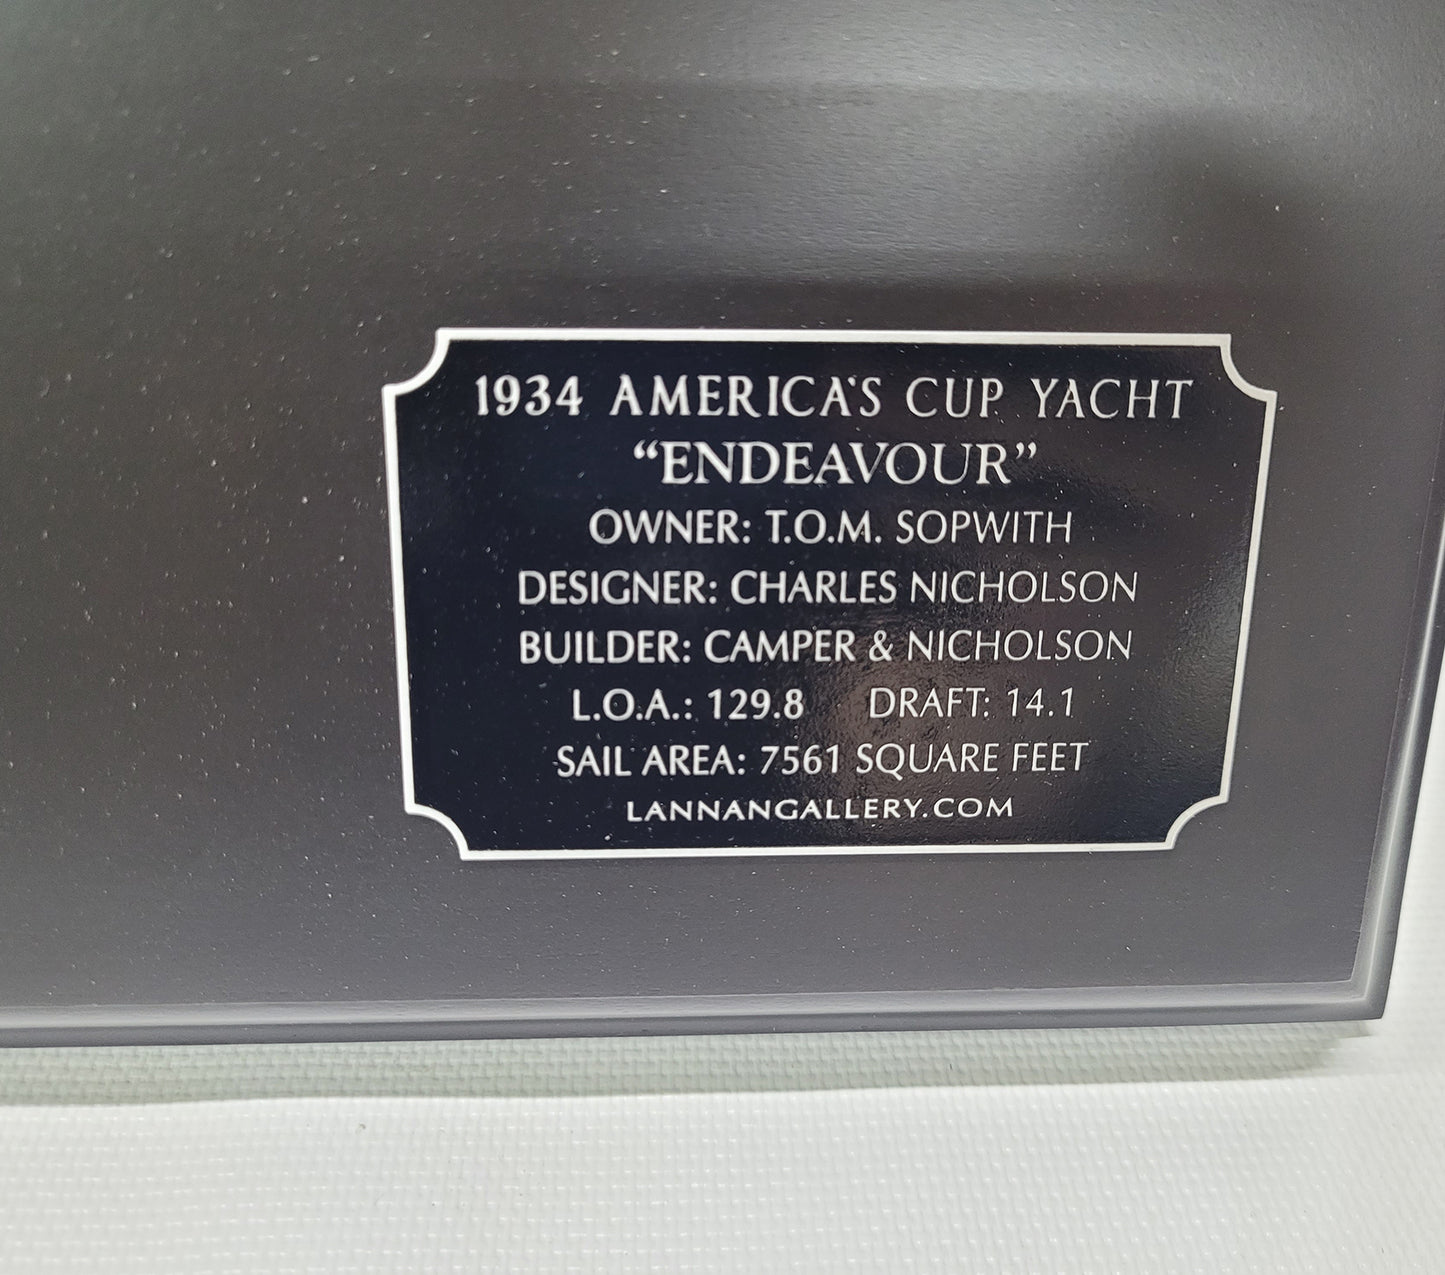 1934 AMERICA'S CUP YACHT
“ENDEAVOUR”
OWNER: T.O.M. SOPWITH
DESIGNER: CHARLES NICHOLSON
BUILDER: CAMPER & NICHOLSON
L.O.A.: 129.8 DRAFT: 14.1
SAIL AREA: 7561 SQUARE FEET
LANNANGALLERY.COM